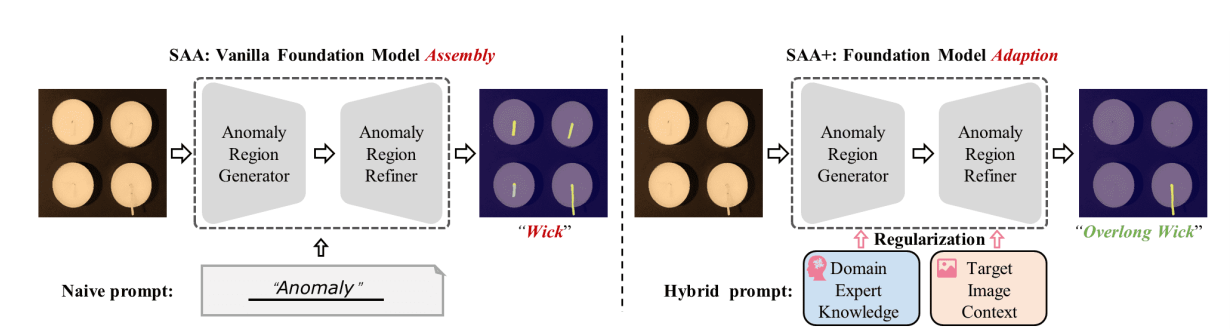 SAA: Vanilla Foundation Model Assembly
Anomaly
Region
Generator
Anomaly
Region
Refiner
“Wick”
Naive prompt:
“Anomaly”
SAA+: Foundation Model Adaption
Anomaly
Region
Generator
Anomaly
Region
Refiner
“Overlong Wick”
Regularization
Hybrid prompt:
Domain
Expert
Knowledge
Target
Image
Context